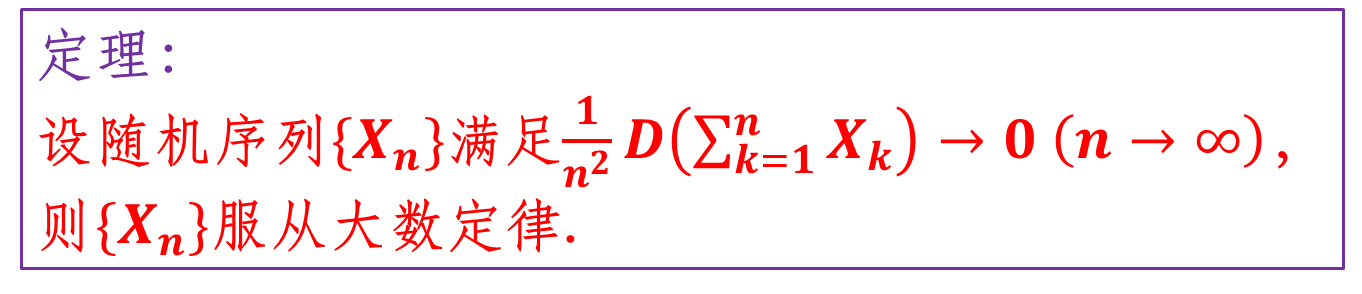 定理：
设随机序列{Xₙ}满足 1/n² D(∑ₖ₌₁ⁿ Xₖ) → 0 (n → ∞)，
则{Xₙ}服从大数定律.